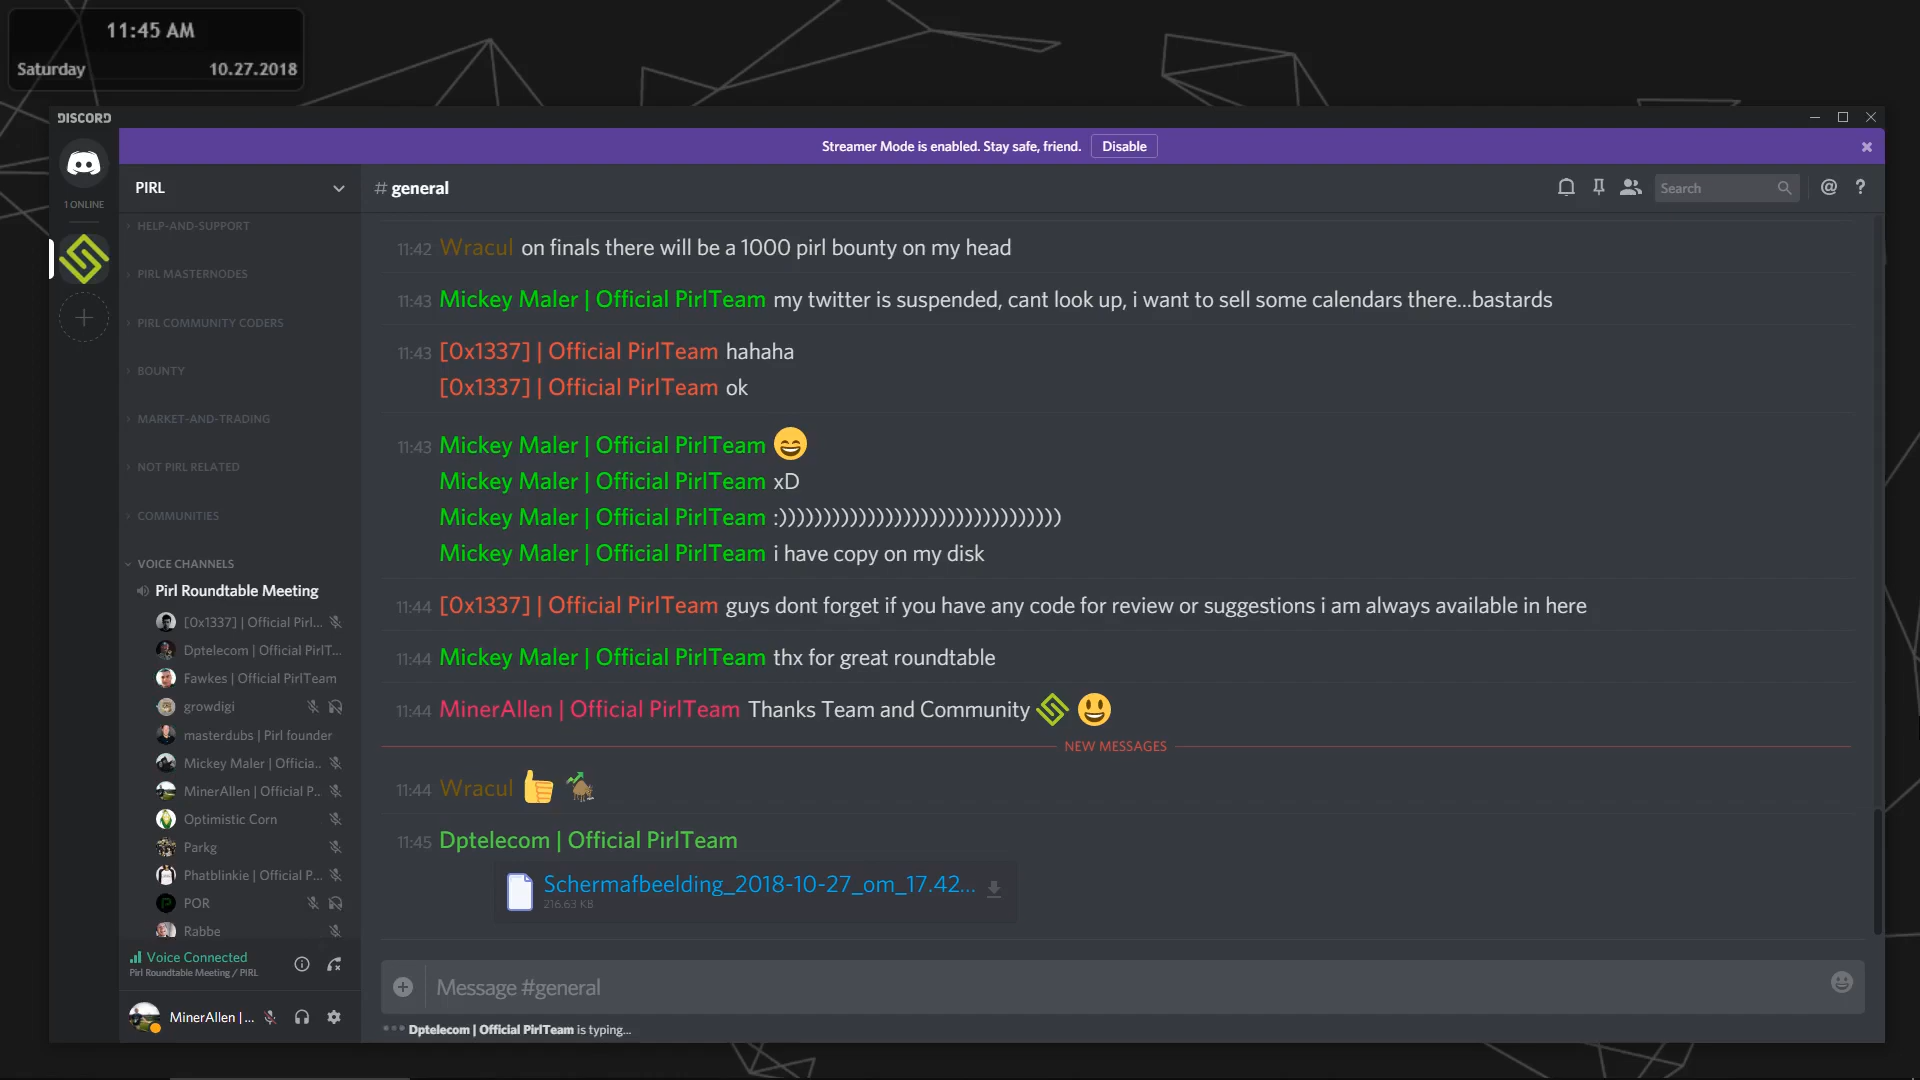 11:45 AM
Saturday 10.27.2018
DISCORD
Streamer Mode is enabled. Stay safe, friend. Disable
1 ONLINE
PIRL
# general
Search
@ ?
HELP-AND-SUPPORT
PIRL MASTERNODES
PIRL COMMUNITY CODERS
BOUNTY
MARKET-AND-TRADING
NOT PIRL RELATED
COMMUNITIES
VOICE CHANNELS
Pirl Roundtable Meeting
[0x1337] | Official Pirl...
Dptelecom | Official PirlT...
Fawkes | Official PirlTeam
growdigi
masterdubs | Pirl founder
Mickey Maler | Officia..
MinerAllen | Official P..
Optimistic Corn
Parkg
Phatblinkie | Official P...
POR
Rabbe
Voice Connected
Pirl Roundtable Meeting / PIRL
MinerAllen |...
11:42 Wracul on finals there will be a 1000 pirl bounty on my head
11:43 Mickey Maler | Official PirlTeam my twitter is suspended, cant look up, i want to sell some calendars there...bastards
11:43 [0x1337] | Official PirlTeam hahaha
[0x1337] | Official PirlTeam ok
11:43 Mickey Maler | Official PirlTeam 😄
Mickey Maler | Official PirlTeam xD
Mickey Maler | Official PirlTeam :))))))))))))))))))))))))))))))))
Mickey Maler | Official PirlTeam i have copy on my disk
11:44 [0x1337] | Official PirlTeam guys dont forget if you have any code for review or suggestions i am always available in here
11:44 Mickey Maler | Official PirlTeam thx for great roundtable
11:44 MinerAllen | Official PirlTeam Thanks Team and Community 😃
NEW MESSAGES
11:44 Wracul 👍
11:45 Dptelecom | Official PirlTeam
Schermafbeelding_2018-10-27_om_17.42...
216.63 KB
Message #general
Dptelecom | Official PirlTeam is typing...